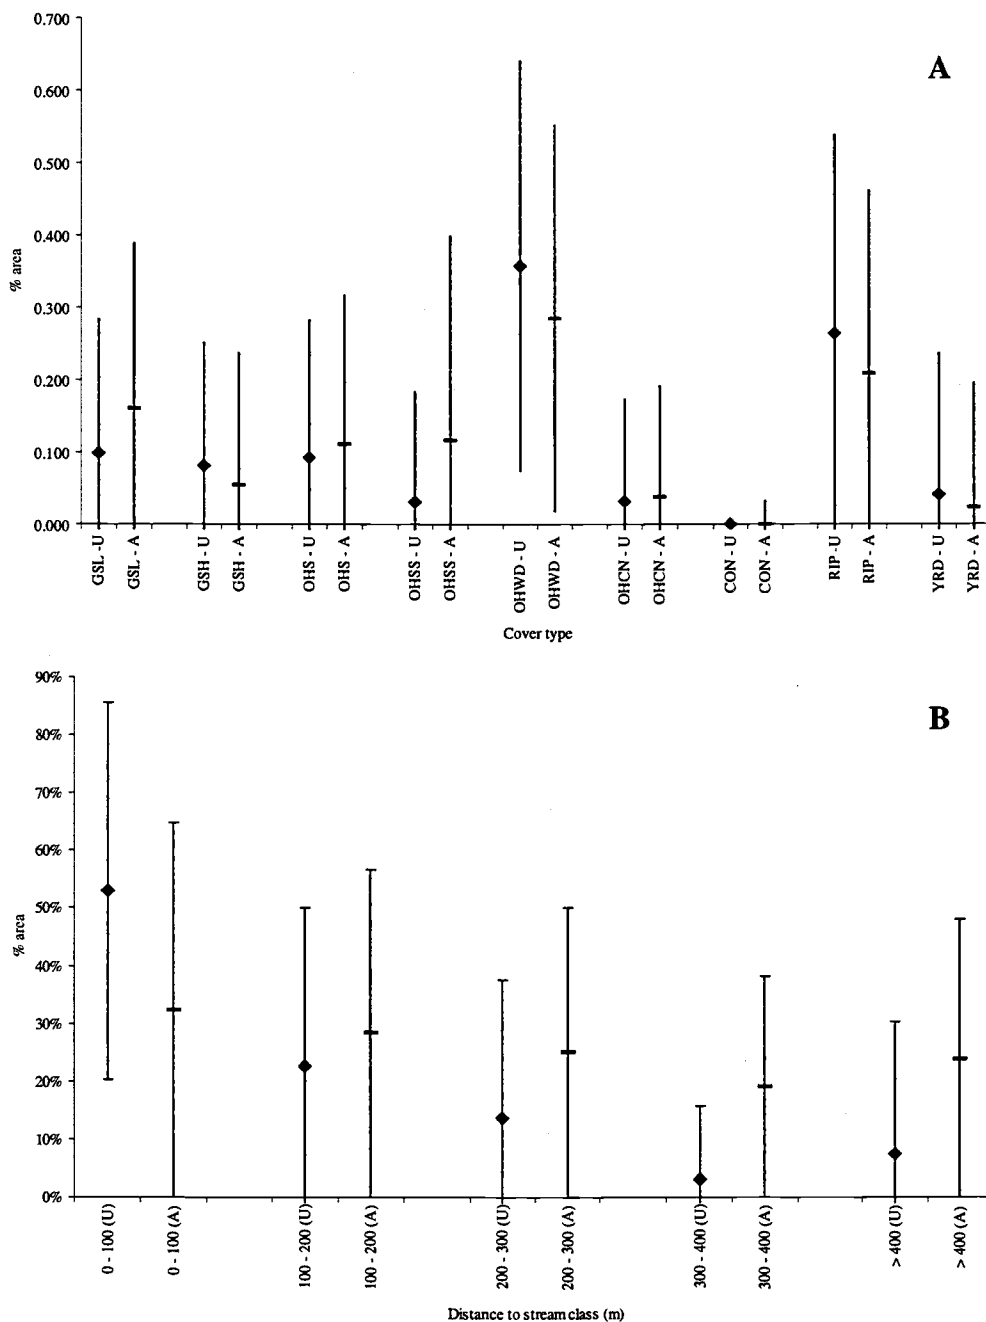 0.700
A
0.600
0.500
0.400
% area
0.300
0.200
0.100
0.000
GSL -U
GSL - A
GSH - U
GSH - A
OHS - U
OHS - A
OHSS - U
OHSS - A
OHWD - U
OHWD - A
OHCN - U
OHCN - A
CON - U
CON - A
RIP -U
RIP - A
YRD - U
YRD - A
Cover type
90%
B
80%
70%
60%
50%
% area
40%
30%
20%
10%
0%
0 - 100 (U)
0 - 100 (A)
100 - 200 (U)
100 - 200 (A)
200 - 300 (U)
200 - 300 (A)
300 - 400 (U)
300 - 400 (A)
> 400 (U)
> 400 (A)
Distance to stream class (m)